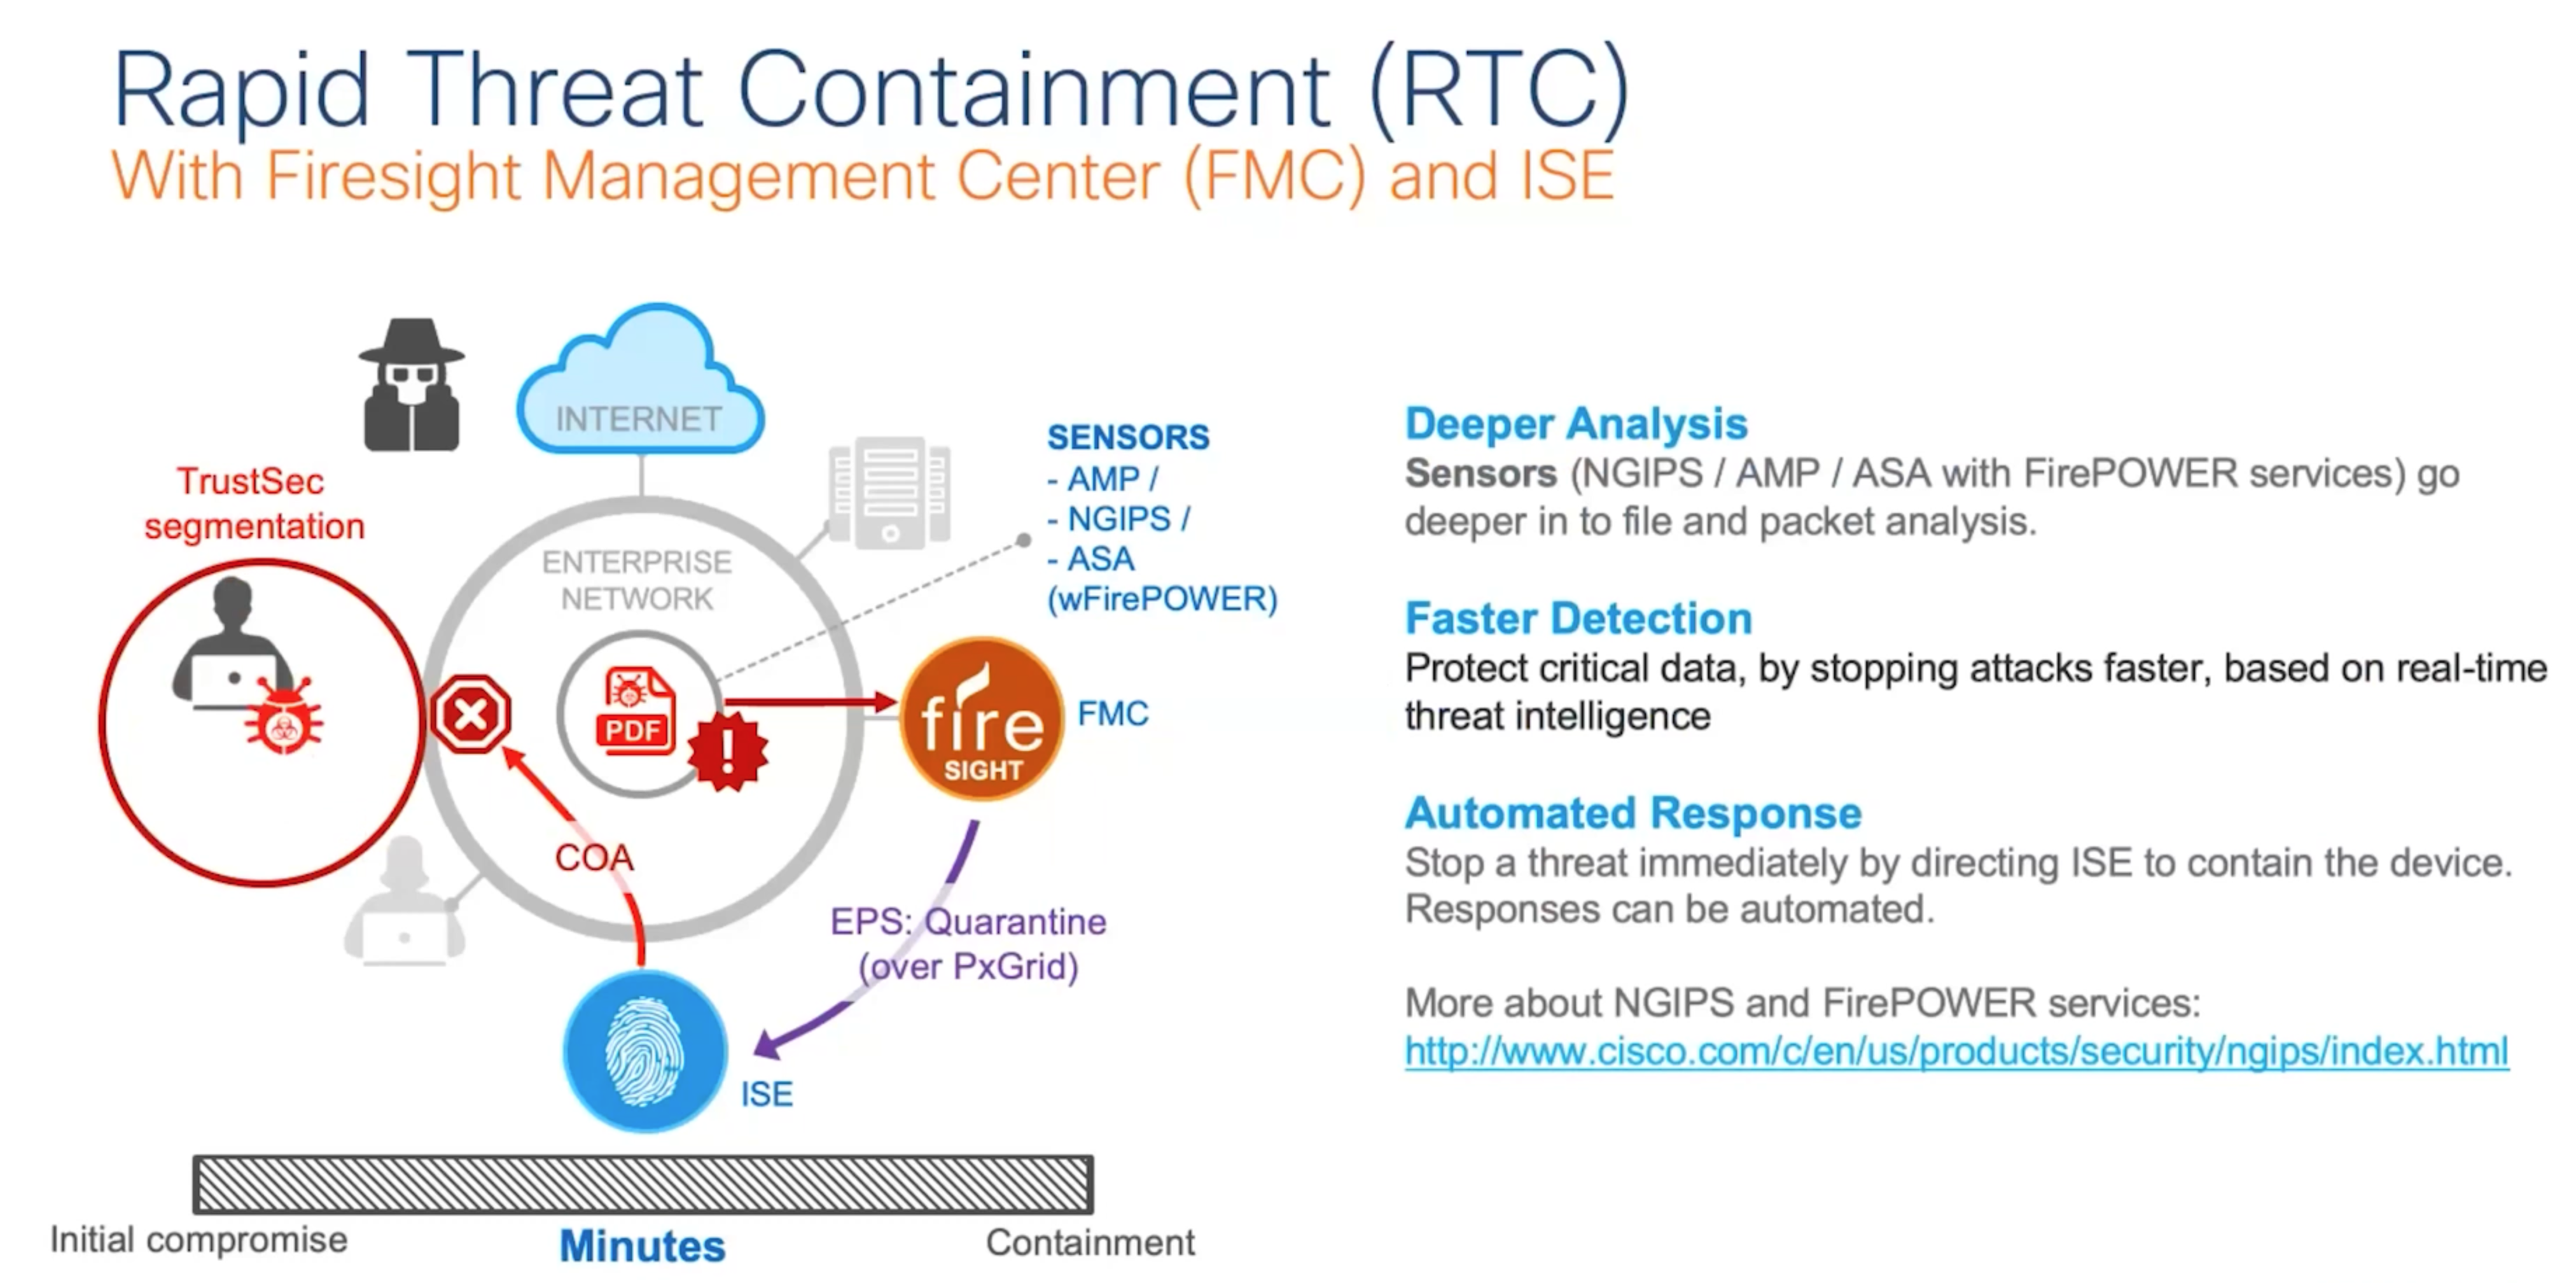 Rapid Threat Containment (RTC)
With Firesight Management Center (FMC) and ISE
INTERNET
TrustSec
segmentation
ENTERPRISE
NETWORK
SENSORS
- AMP /
- NGIPS /
- ASA
(wFirePOWER)
PDF
!
fire
SIGHT
FMC
COA
EPS: Quarantine
(over PxGrid)
ISE
Initial compromise
Minutes
Containment
Deeper Analysis
Sensors (NGIPS / AMP / ASA with FirePOWER services) go
deeper in to file and packet analysis.
Faster Detection
Protect critical data, by stopping attacks faster, based on real-time
threat intelligence
Automated Response
Stop a threat immediately by directing ISE to contain the device.
Responses can be automated.
More about NGIPS and FirePOWER services:
http://www.cisco.com/c/en/us/products/security/ngips/index.html